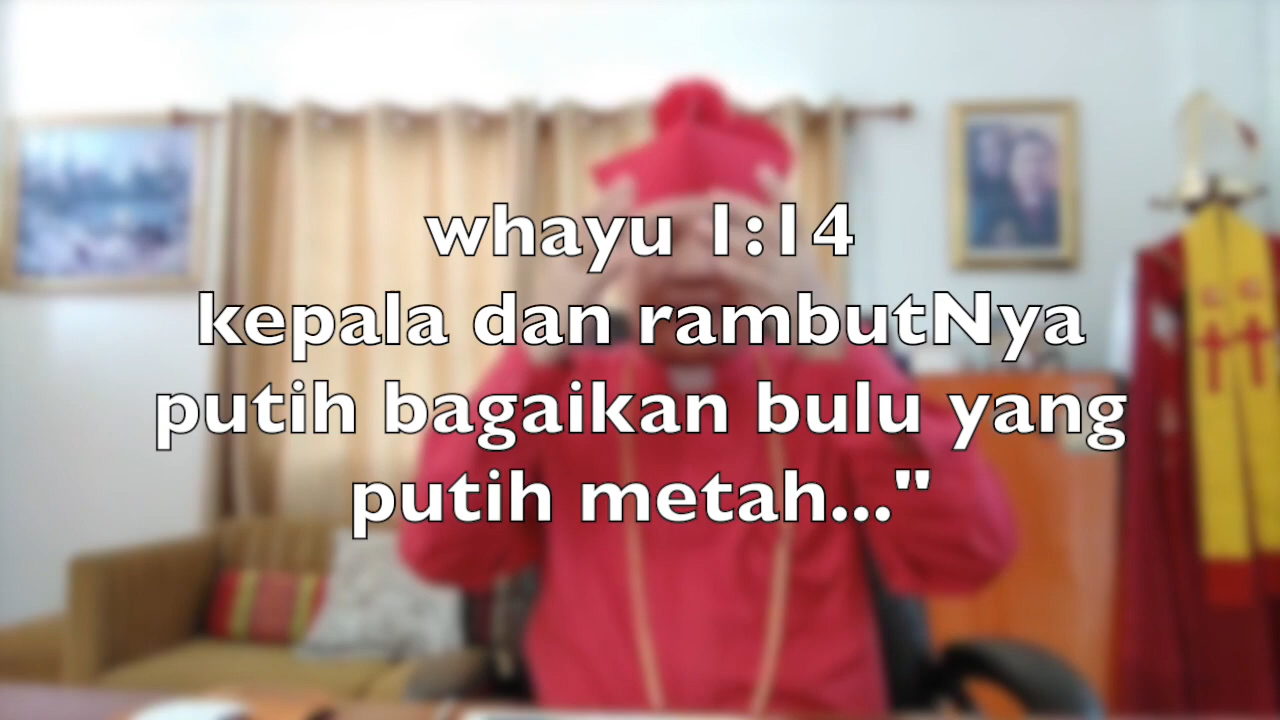 whayu 1:14
kepala dan rambutNya
putih bagaikan bulu yang
putih metah..."